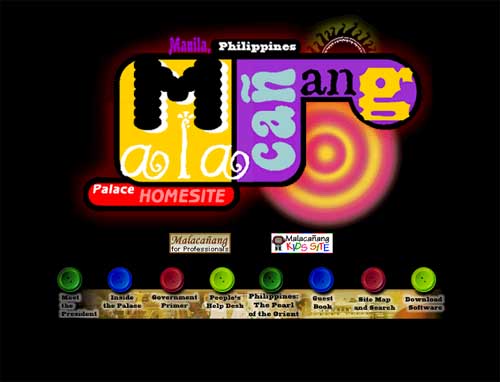 Manila, Philippines
Malacañang
Palace HOMESITE
Malacañang
for Professionals
Malacañang
KIDS SITE
Meet
the
President
Inside
the Palace
Government
Primer
People's
Help Desk
Philippines:
The Pearl
of the Orient
Guest
Book
Site Map
and Search
Download
Software